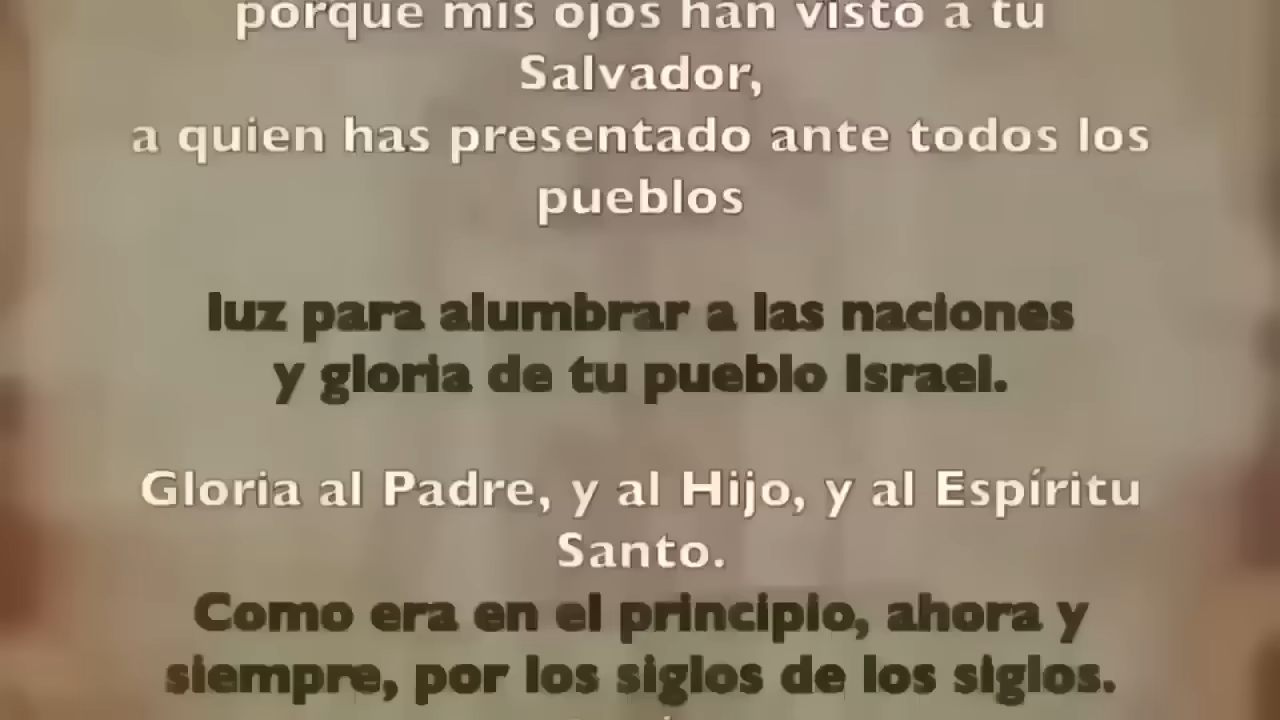 porque mis ojos han visto a tu
Salvador,
a quien has presentado ante todos los
pueblos
luz para alumbrar a las naciones
y gloria de tu pueblo Israel.
Gloria al Padre, y al Hijo, y al Espíritu
Santo.
Como era en el principio, ahora y
siempre, por los siglos de los siglos.